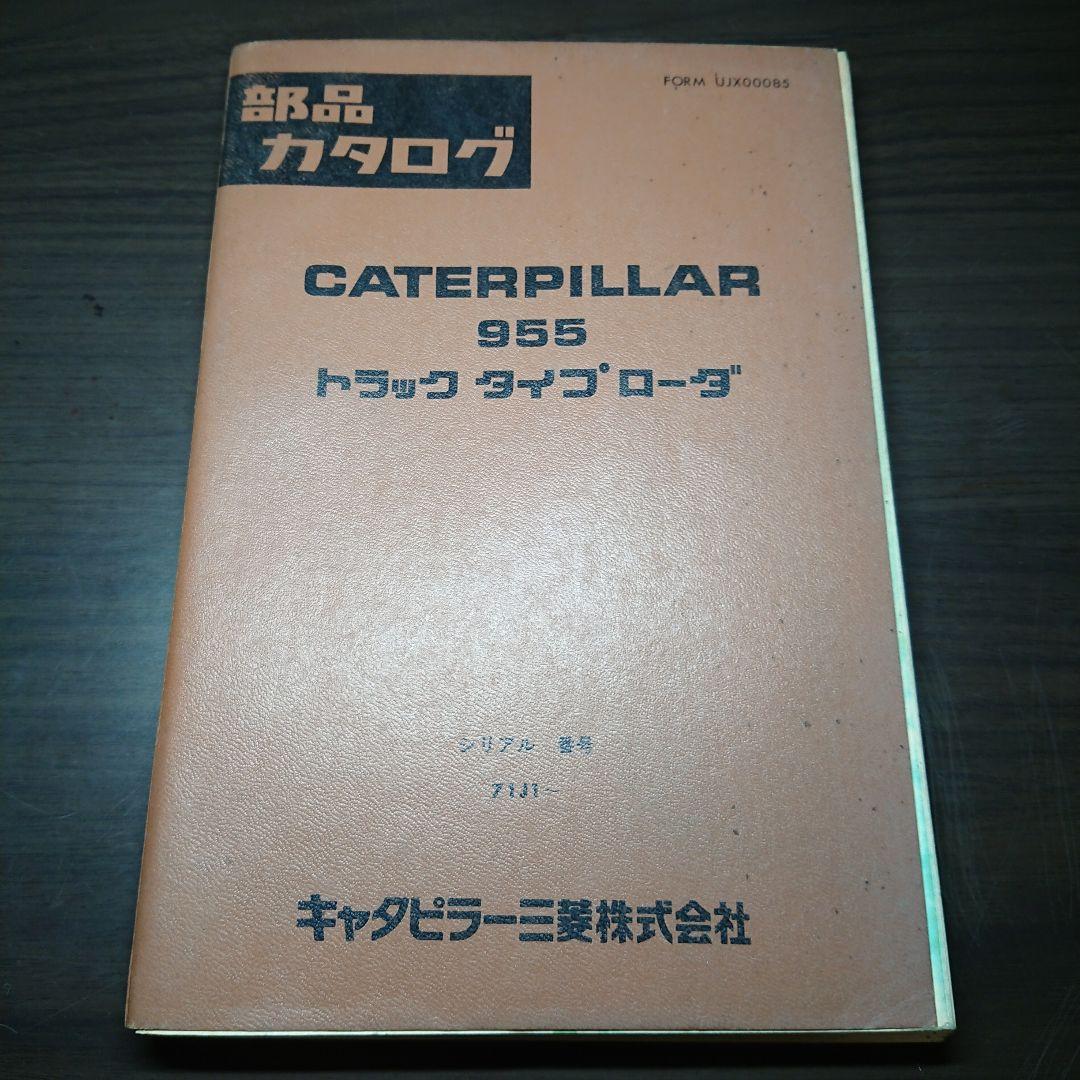 FORM UJX00085
部品
カタログ
CATERPILLAR
955
トラック タイプ ローダ
シリアル 番号
71J1~
キャタピラー三菱株式会社